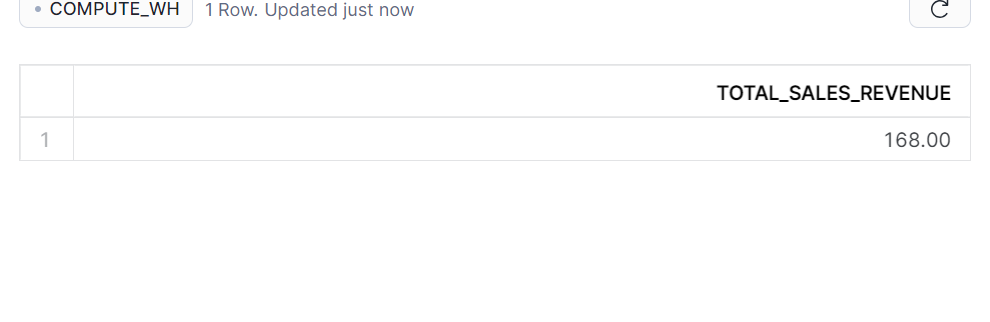 COMPUTE_WH 1 Row. Updated just now
TOTAL_SALES_REVENUE
1 168.00